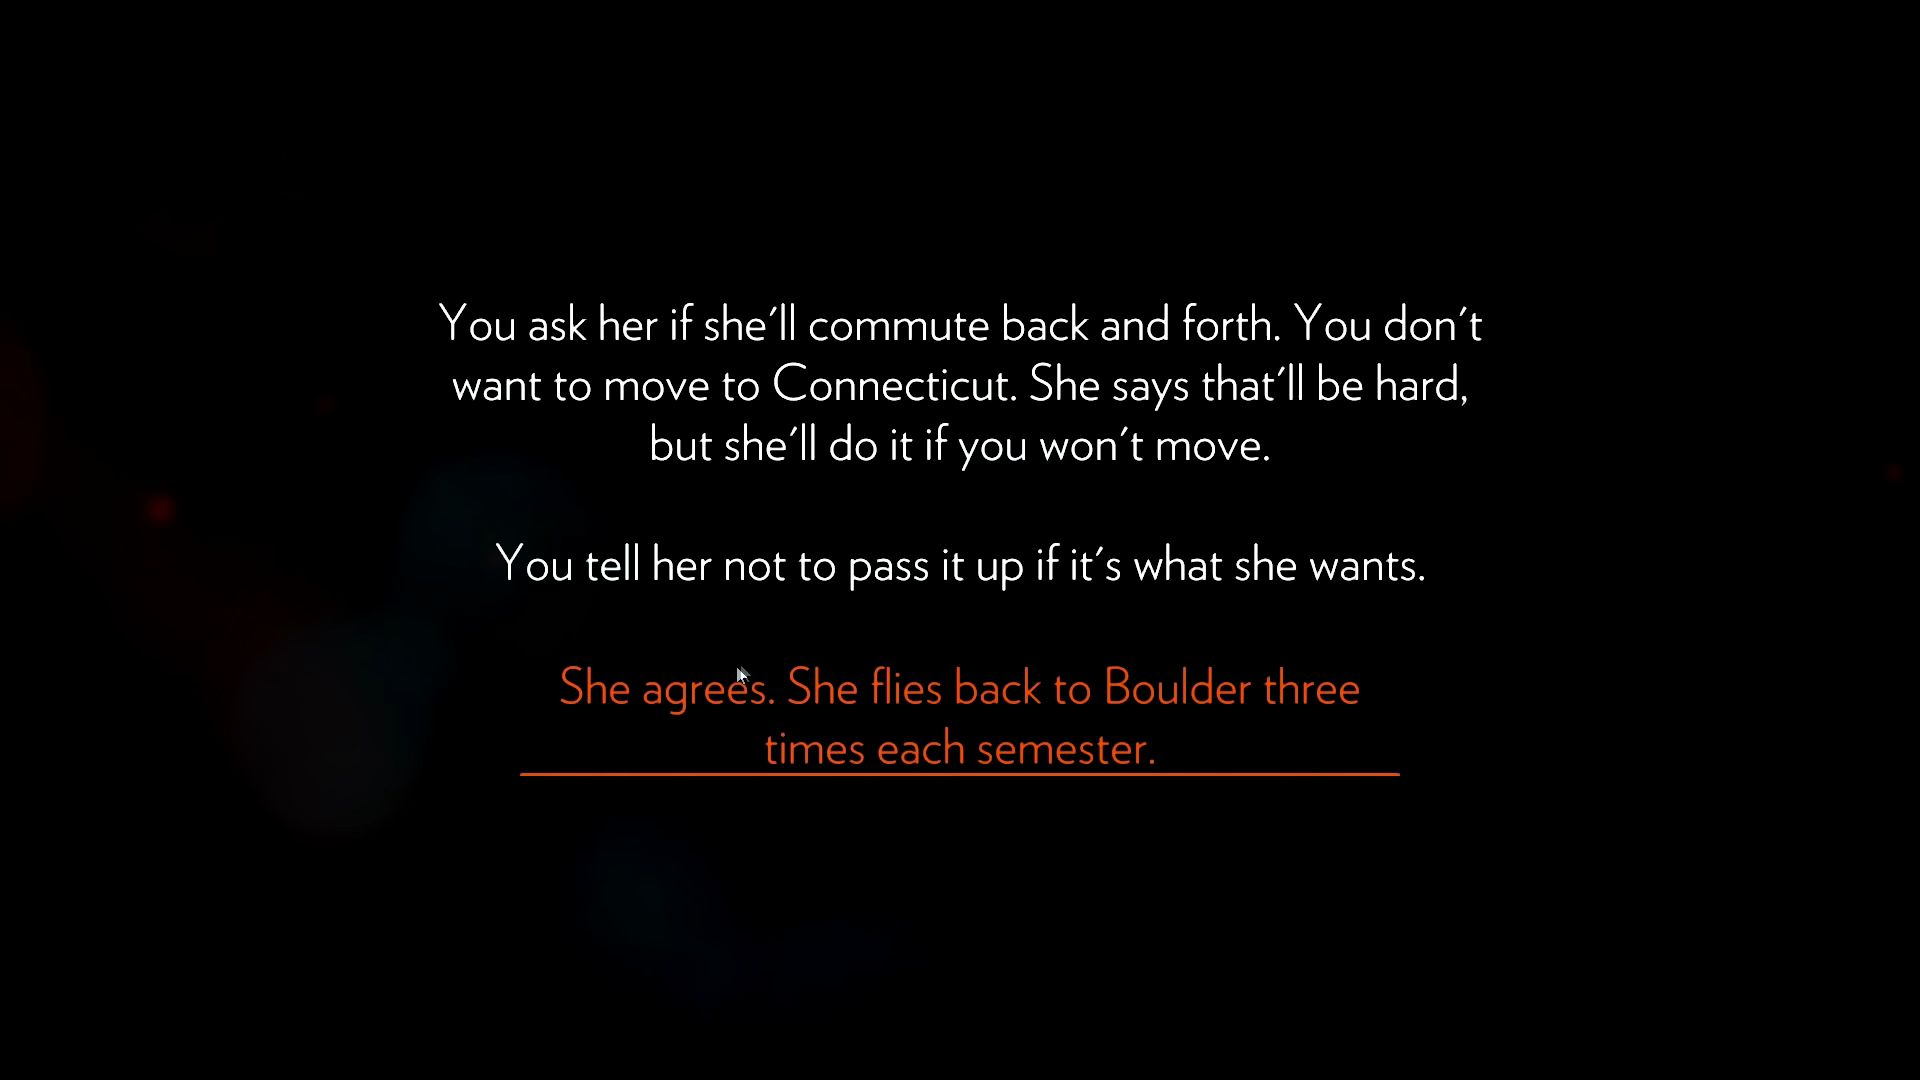 You ask her if she'll commute back and forth. You don't
want to move to Connecticut. She says that'll be hard,
but she'll do it if you won't move.
You tell her not to pass it up if it's what she wants.
She agrees. She flies back to Boulder three
times each semester.